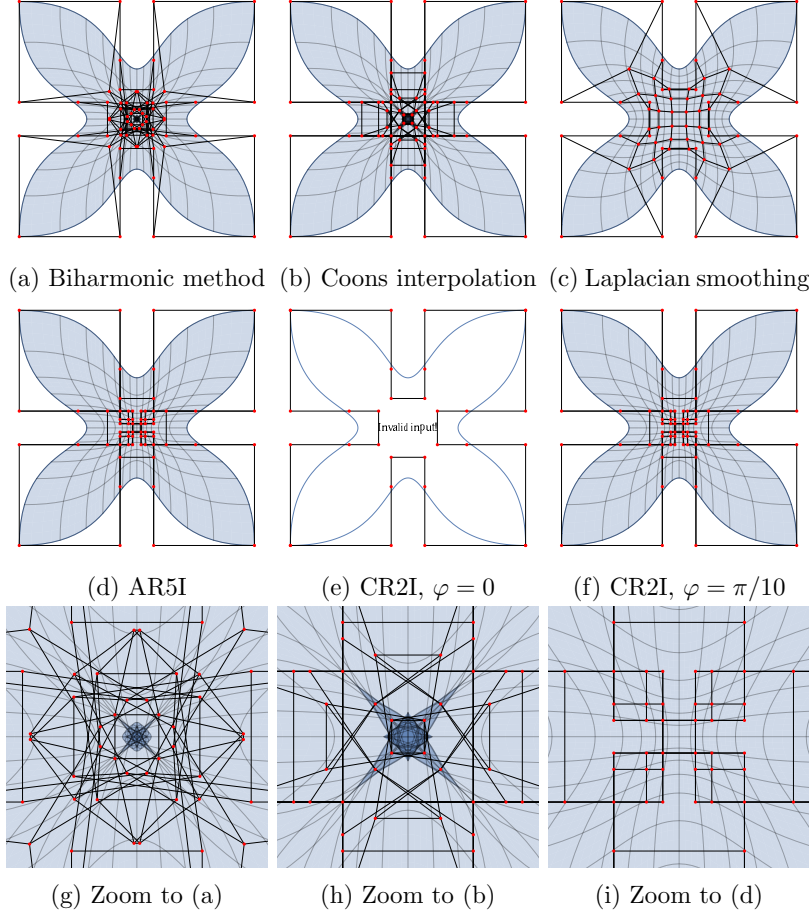 (a) Biharmonic method (b) Coons interpolation (c) Laplacian smoothing
Invalid input!
(d) AR5I (e) CR2I, φ = 0 (f) CR2I, φ = π/10
(g) Zoom to (a) (h) Zoom to (b) (i) Zoom to (d)